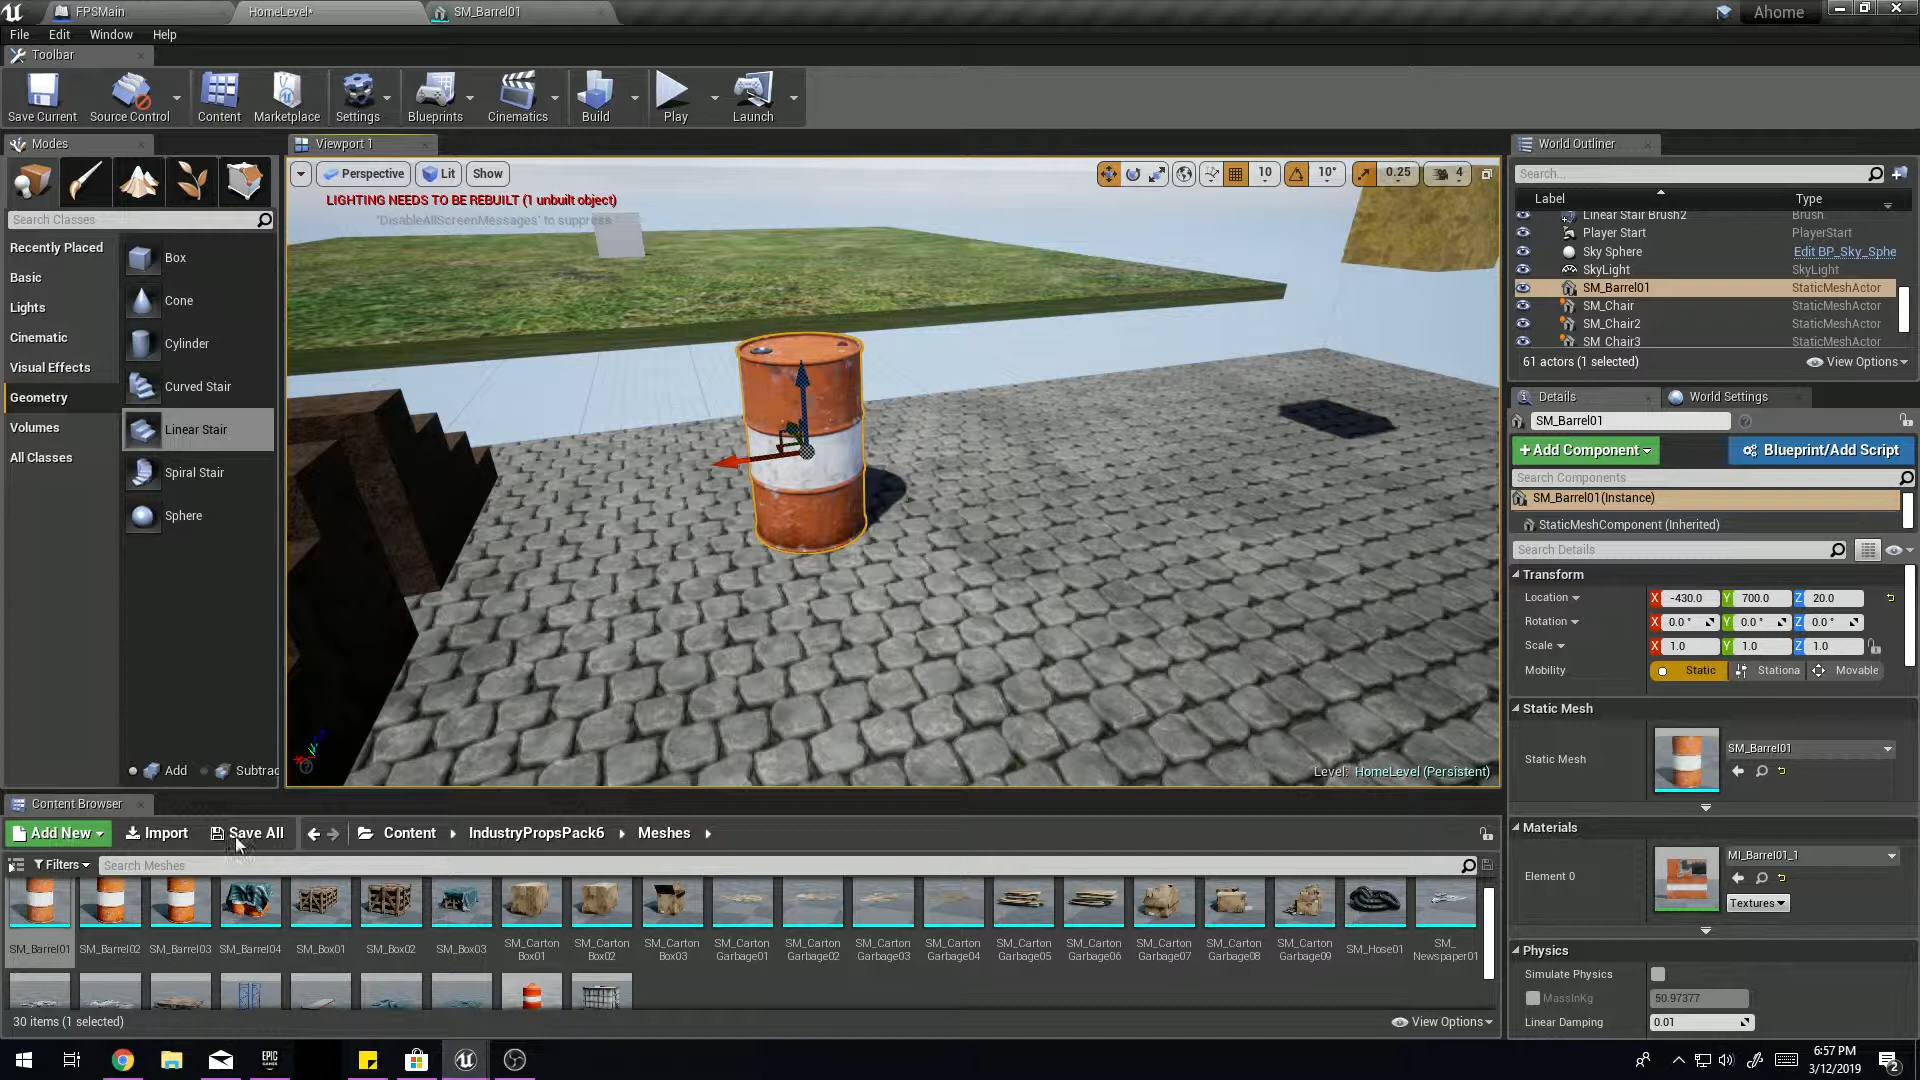 FPSMain
HomeLevel*
SM_Barrel01
Ahome
File Edit Window Help
Toolbar
Save Current
Source Control
Content
Marketplace
Settings
Blueprints
Cinematics
Build
Play
Launch
Modes
Search Classes
Recently Placed
Basic
Lights
Cinematic
Visual Effects
Geometry
Volumes
All Classes
Box
Cone
Cylinder
Curved Stair
Linear Stair
Spiral Stair
Sphere
Add
Subtrac
Viewport 1
Perspective Lit Show
10 10° 0.25 4
LIGHTING NEEDS TO BE REBUILT (1 unbuilt object)
'DisableAllScreenMessages' to suppress
Level: HomeLevel (Persistent)
World Outliner
Search...
Label Type
Linear Stair Brush2 Brush
Player Start PlayerStart
Sky Sphere Edit BP_Sky_Sphe
SkyLight SkyLight
SM_Barrel01 StaticMeshActor
SM_Chair StaticMeshActor
SM_Chair2 StaticMeshActor
SM_Chair3 StaticMeshActor
61 actors (1 selected) View Options
Details
World Settings
SM_Barrel01
+Add Component
Blueprint/Add Script
Search Components
SM_Barrel01(Instance)
StaticMeshComponent (Inherited)
Search Details
Transform
Location X -430.0 Y 700.0 Z 20.0
Rotation X 0.0 ° Y 0.0 ° Z 0.0 °
Scale X 1.0 Y 1.0 Z 1.0
Mobility Static Stationa Movable
Static Mesh
Static Mesh
SM_Barrel01
Materials
Element 0
MI_Barrel01_1
Textures
Physics
Simulate Physics
MassInKg 50.97377
Linear Damping 0.01
Content Browser
Add New Import Save All Content IndustryPropsPack6 Meshes
Filters
Search Meshes
SM_Barrel01
SM_Barrel02
SM_Barrel03
SM_Barrel04
SM_Box01
SM_Box02
SM_Box03
SM_Carton Box01
SM_Carton Box02
SM_Carton Box03
SM_Carton Garbage01
SM_Carton Garbage02
SM_Carton Garbage03
SM_Carton Garbage04
SM_Carton Garbage05
SM_Carton Garbage06
SM_Carton Garbage07
SM_Carton Garbage08
SM_Carton Garbage09
SM_Hose01
SM_ Newspaper01
30 items (1 selected)
View Options
EPIC GAMES
6:57 PM
3/12/2019
2